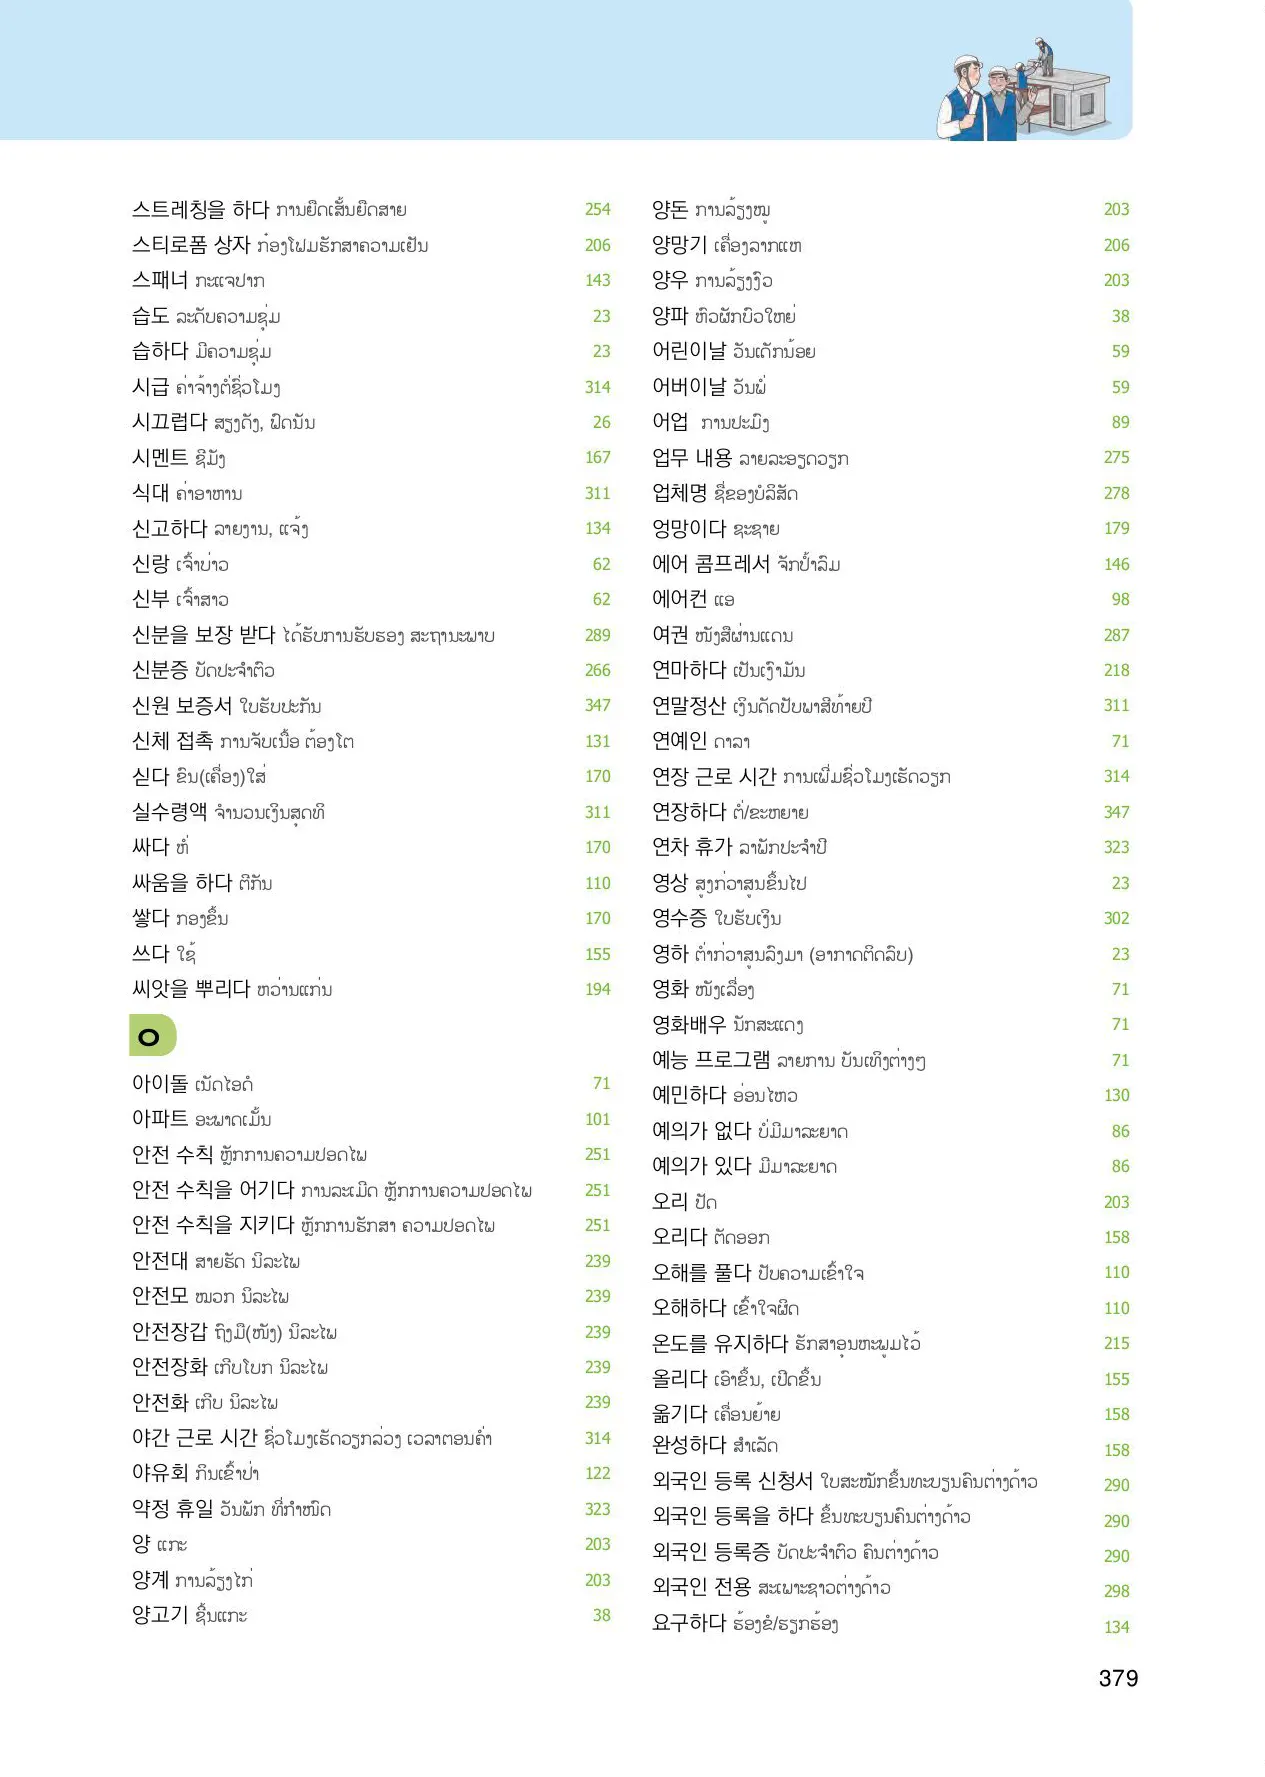 스트레칭을 하다 ການຍືດເສັ້ນຍືດສາຍ 254
스티로폼 상자 ກ໋ອງໂຟມຮັກສາຄວາມເຢັນ 206
스패너 ກະແຈປາກ 143
습도 ລະດັບຄວາມຊຸ່ມ 23
습하다 ມີຄວາມຊຸ່ມ 23
시급 ຄ່າຈ້າງຕໍ່ຊົ່ວໂມງ 314
시끄럽다 ສຽງດັງ, ຟົດນັນ 26
시멘트 ຊີມັງ 167
식대 ຄ່າອາຫານ 311
신고하다 ລາຍງານ, ແຈ້ງ 134
신랑 ເຈົ້າບ່າວ 62
신부 ເຈົ້າສາວ 62
신분을 보장 받다 ໄດ້ຮັບການຮັບຮອງ ສະຖານະພາບ 289
신분증 ບັດປະຈຳຕົວ 266
신원 보증서 ໃບຮັບປະກັນ 347
신체 접촉 ການຈັບເນື້ອ ຕ້ອງໂຕ 131
싣다 ຂົນ(ເຄື່ອງ)ໃສ່ 170
실수령액 ຈຳນວນເງິນສຸດທິ 311
싸다 ຫໍ່ 170
싸움을 하다 ຕີກັນ 110
쌓다 ກອງຂຶ້ນ 170
쓰다 ໃຊ້ 155
씨앗을 뿌리다 ຫວ່ານແກ່ນ 194
ㅇ
아이돌 ເນັດໄອດໍ 71
아파트 ອະພາດເມັ້ນ 101
안전 수칙 ຫຼັກການຄວາມປອດໄພ 251
안전 수칙을 어기다 ການລະເມີດ ຫຼັກການຄວາມປອດໄພ 251
안전 수칙을 지키다 ຫຼັກການຮັກສາ ຄວາມປອດໄພ 251
안전대 ສາຍຮັດ ນິລະໄພ 239
안전모 ໝວກ ນິລະໄພ 239
안전장갑 ຖົງມື(ໜັງ) ນິລະໄພ 239
안전장화 ເກີບໂບກ ນິລະໄພ 239
안전화 ເກີບ ນິລະໄພ 239
야간 근로 시간 ຊົ່ວໂມງເຮັດວຽກລ່ວງ ເວລາຕອນຄ່ຳ 314
야유회 ກິນເຂົ້າປ່າ 122
약정 휴일 ວັນພັກ ທີ່ກຳໜົດ 323
양 ແກະ 203
양계 ການລ້ຽງໄກ່ 203
양고기 ຊີ້ນແກະ 38
양돈 ການລ້ຽງໝູ 203
양망기 ເຄື່ອງລາກແຫ 206
양우 ການລ້ຽງງົວ 203
양파 ຫົວຜັກບົວໃຫຍ່ 38
어린이날 ວັນເດັກນ້ອຍ 59
어버이날 ວັນພໍ່ 59
어업 ການປະມົງ 89
업무 내용 ລາຍລະອຽດວຽກ 275
업체명 ຊື່ຂອງບໍລິສັດ 278
엉망이다 ຊະຊາຍ 179
에어 콤프레서 ຈັກປ້ຳລົມ 146
에어컨 ແອ 98
여권 ໜັງສືຜ່ານແດນ 287
연마하다 ເປັນເງົາມັນ 218
연말정산 ເງິນດັດປັບພາສີທ້າຍປີ 311
연예인 ດາລາ 71
연장 근로 시간 ການເພີ່ມຊົ່ວໂມງເຮັດວຽກ 314
연장하다 ຕໍ່/ຂະຫຍາຍ 347
연차 휴가 ລາພັກປະຈຳປີ 323
영상 ສູງກ່ວາສູນຂຶ້ນໄປ 23
영수증 ໃບຮັບເງິນ 302
영하 ຕ່ຳກ່ວາສູນລົງມາ (ອາກາດຕິດລົບ) 23
영화 ໜັງເລື່ອງ 71
영화배우 ນັກສະແດງ 71
예능 프로그램 ລາຍການ ບັນເທິງຕ່າງໆ 71
예민하다 ອ່ອນໄຫວ 130
예의가 없다 ບໍ່ມີມາລະຍາດ 86
예의가 있다 ມີມາລະຍາດ 86
오리 ປັດ 203
오리다 ຕັດອອກ 158
오해를 풀다 ປັບຄວາມເຂົ້າໃຈ 110
오해하다 ເຂົ້າໃຈຜິດ 110
온도를 유지하다 ຮັກສາອຸນຫະພູມໄວ້ 215
올리다 ເອົາຂຶ້ນ, ເປີດຂຶ້ນ 155
옮기다 ເຄື່ອນຍ້າຍ 158
완성하다 ສຳເລັດ 158
외국인 등록 신청서 ໃບສະໝັກຂຶ້ນທະບຽນຄົນຕ່າງດ້າວ 290
외국인 등록을 하다 ຂຶ້ນທະບຽນຄົນຕ່າງດ້າວ 290
외국인 등록증 ບັດປະຈຳຕົວ ຄົນຕ່າງດ້າວ 290
외국인 전용 ສະເພາະຊາວຕ່າງດ້າວ 298
요구하다 ຮ້ອງຂໍ/ຮຽກຮ້ອງ 134
379